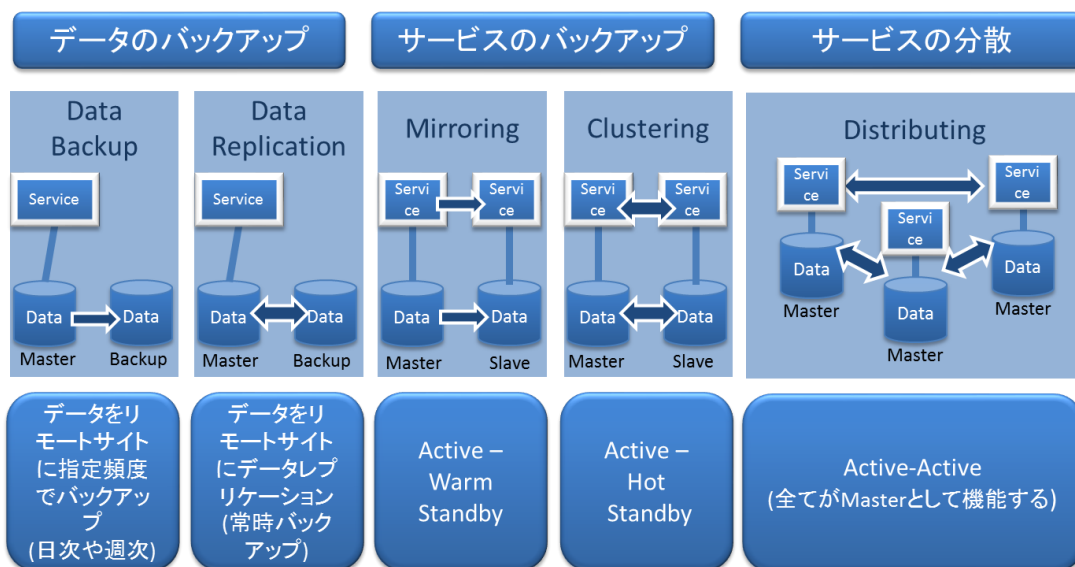 データのバックアップ
サービスのバックアップ
サービスの分散
Data
Backup
Service
Data
Data
Master
Backup
Data
Replication
Service
Data
Data
Master
Backup
Mirroring
Servi
ce
Servi
ce
Data
Data
Master
Slave
Clustering
Servi
ce
Servi
ce
Data
Data
Master
Slave
Distributing
Servi
ce
Servi
ce
Servi
ce
Data
Data
Data
Master
Master
Master
データをリ
モートサイト
に指定頻度
でバックアッ
プ
(日次や週次)
データをリ
モートサイト
にデータレプ
リケーション
(常時バック
アップ)
Active –
Warm
Standby
Active –
Hot
Standby
Active-Active
(全てがMasterとして機能する)